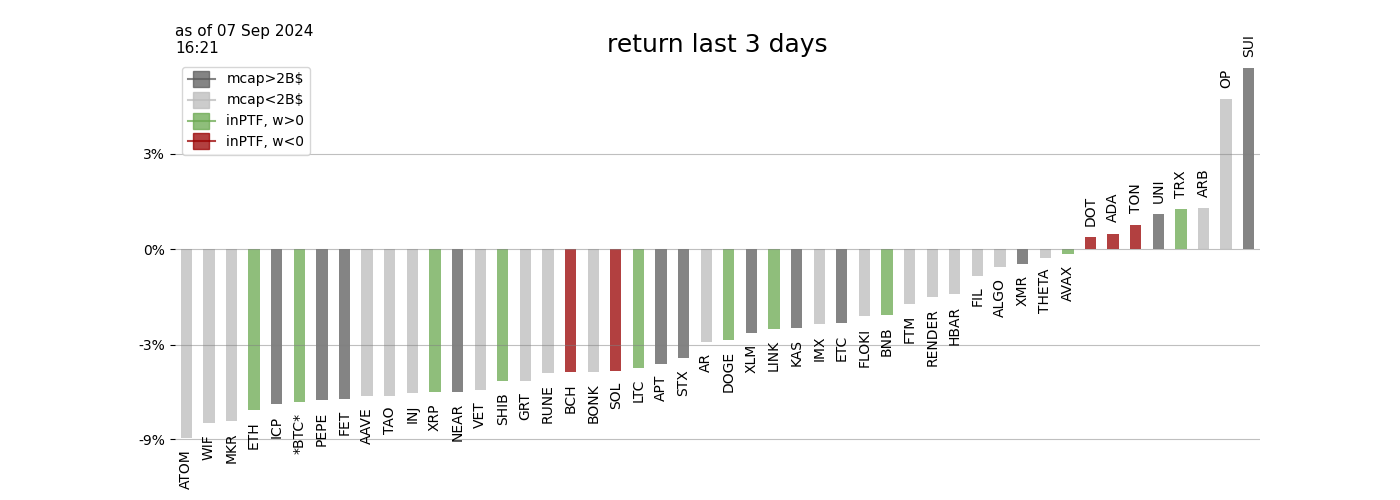 as of 07 Sep 2024
16:21
return last 3 days
mcap>2B$
mcap<2B$
inPTF, w>0
inPTF, w<0
3%
0%
-3%
-9%
ATOM
WIF
MKR
ETH
ICP
*BTC*
PEPE
FET
AAVE
TAO
INJ
XRP
NEAR
VET
SHIB
GRT
RUNE
BCH
BONK
SOL
LTC
APT
STX
AR
DOGE
XLM
LINK
KAS
IMX
ETC
FLOKI
BNB
FTM
RENDER
HBAR
FIL
ALGO
XMR
THETA
AVAX
DOT
ADA
TON
UNI
TRX
ARB
OP
SUI